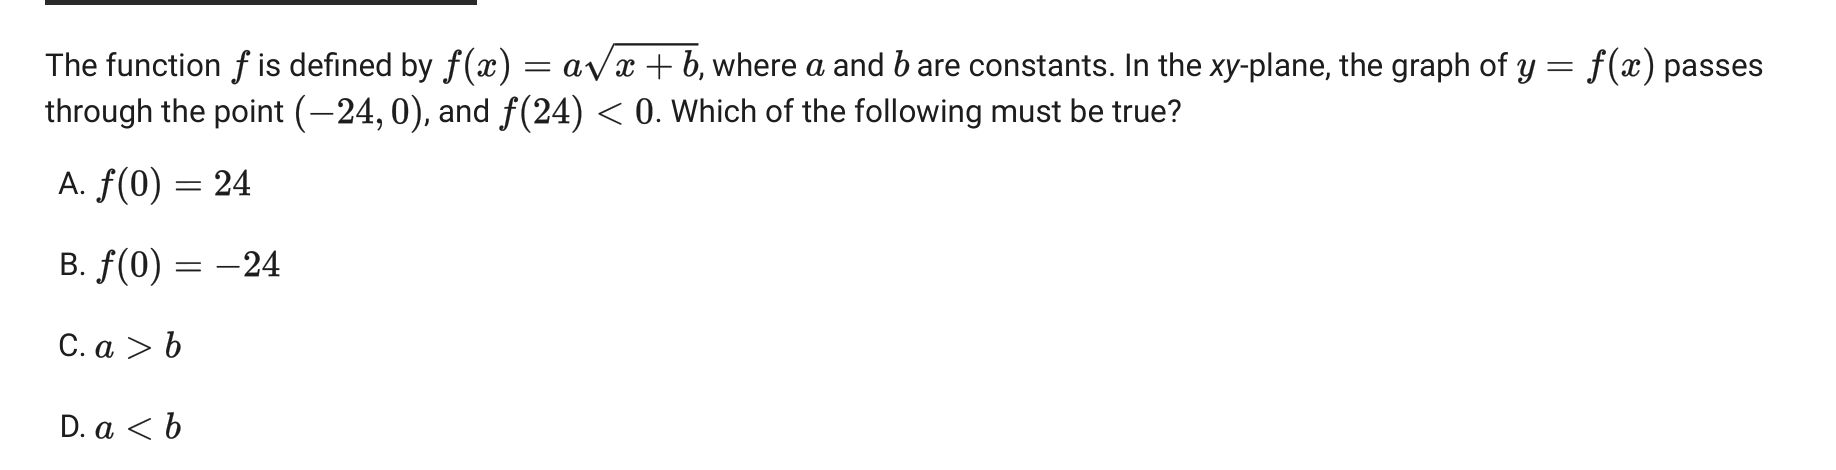 The function f is defined by f(x) = a√(x + b), where a and b are constants. In the xy-plane, the graph of y = f(x) passes
through the point (−24, 0), and f(24) < 0. Which of the following must be true?
A. f(0) = 24
B. f(0) = −24
C. a > b
D. a < b